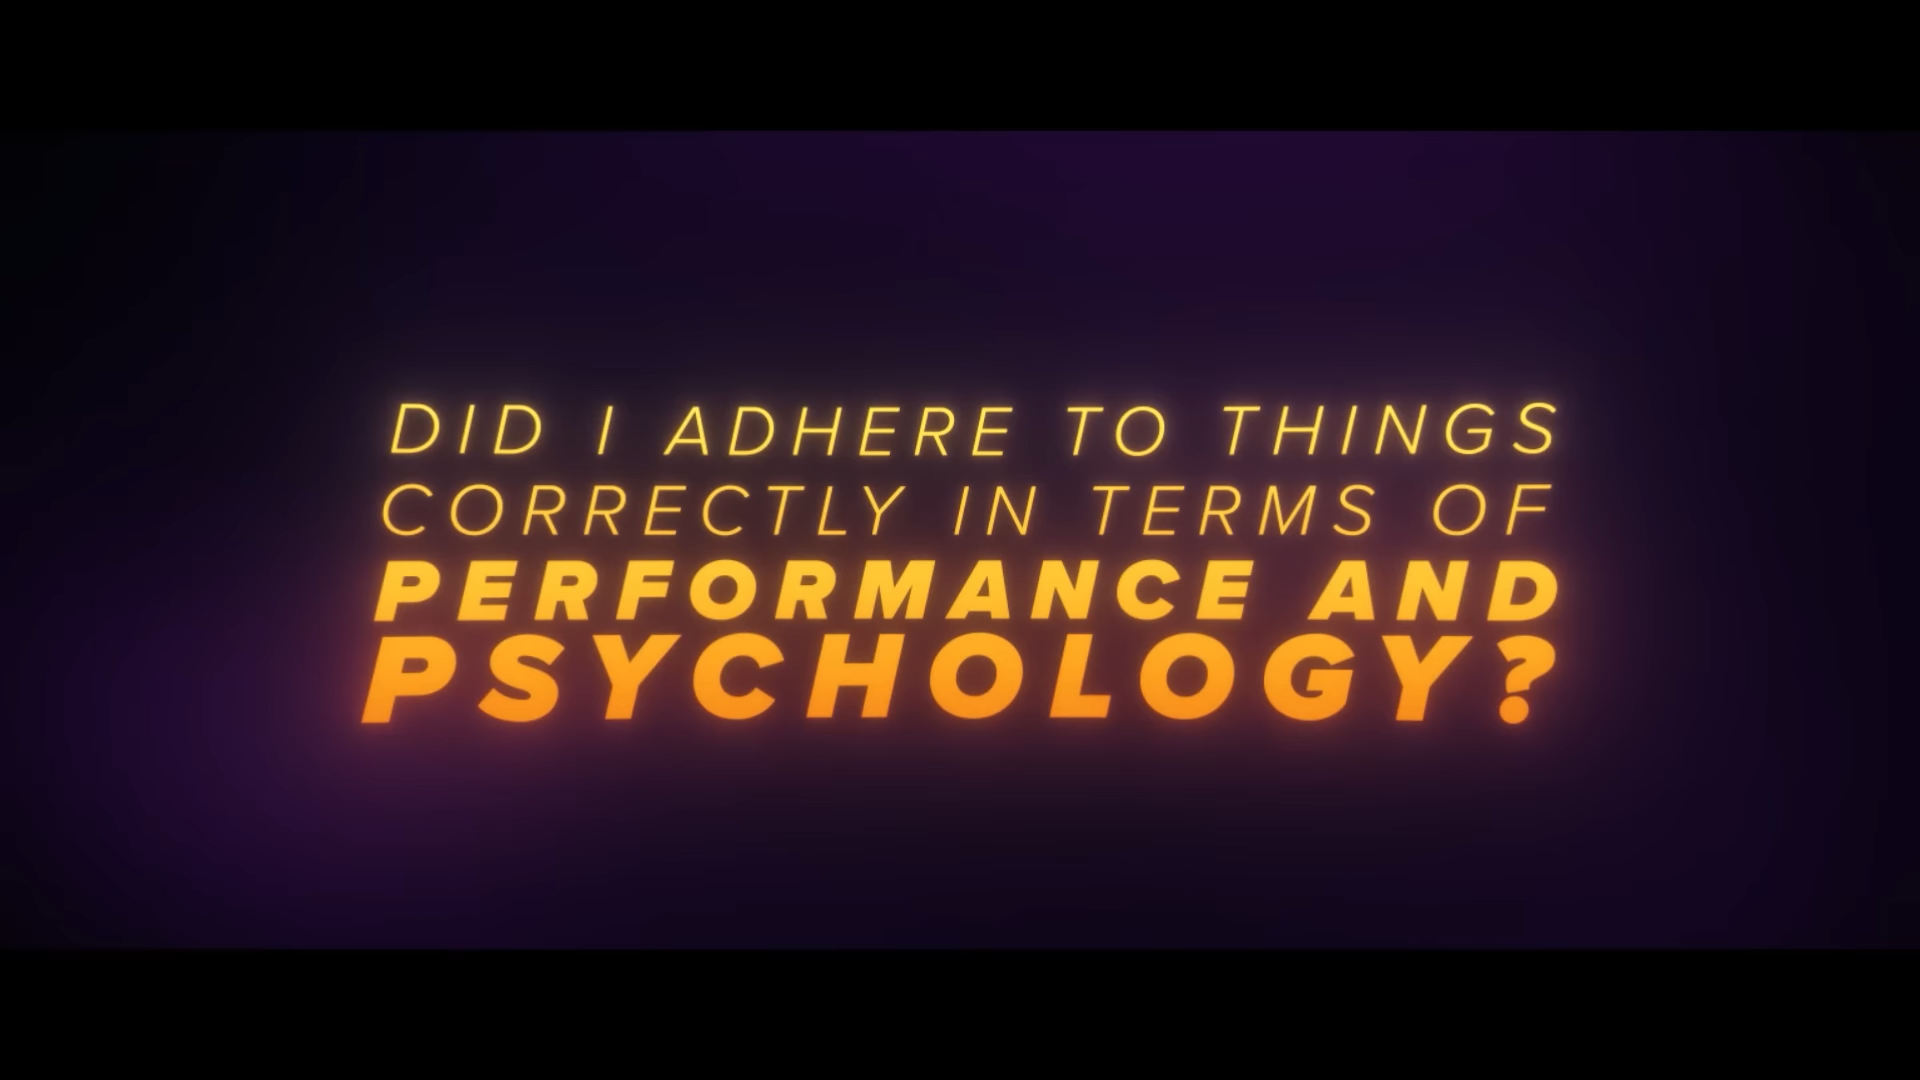 DID I ADHERE TO THINGS
CORRECTLY IN TERMS OF
PERFORMANCE AND
PSYCHOLOGY?